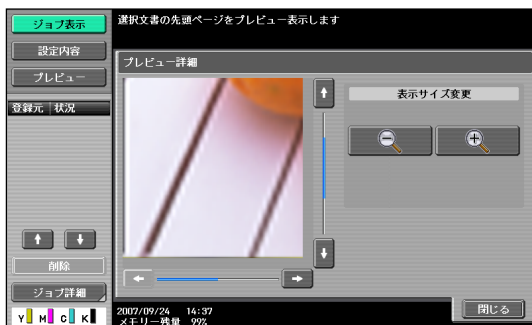 ジョブ表示
選択文書の先頭ページをプレビュー表示します
設定内容
プレビュー
プレビュー詳細
登録元 状況
表示サイズ変更
削除
ジョブ詳細
Y M C K
2007/09/24 14:37
メモリー残量 99%
閉じる